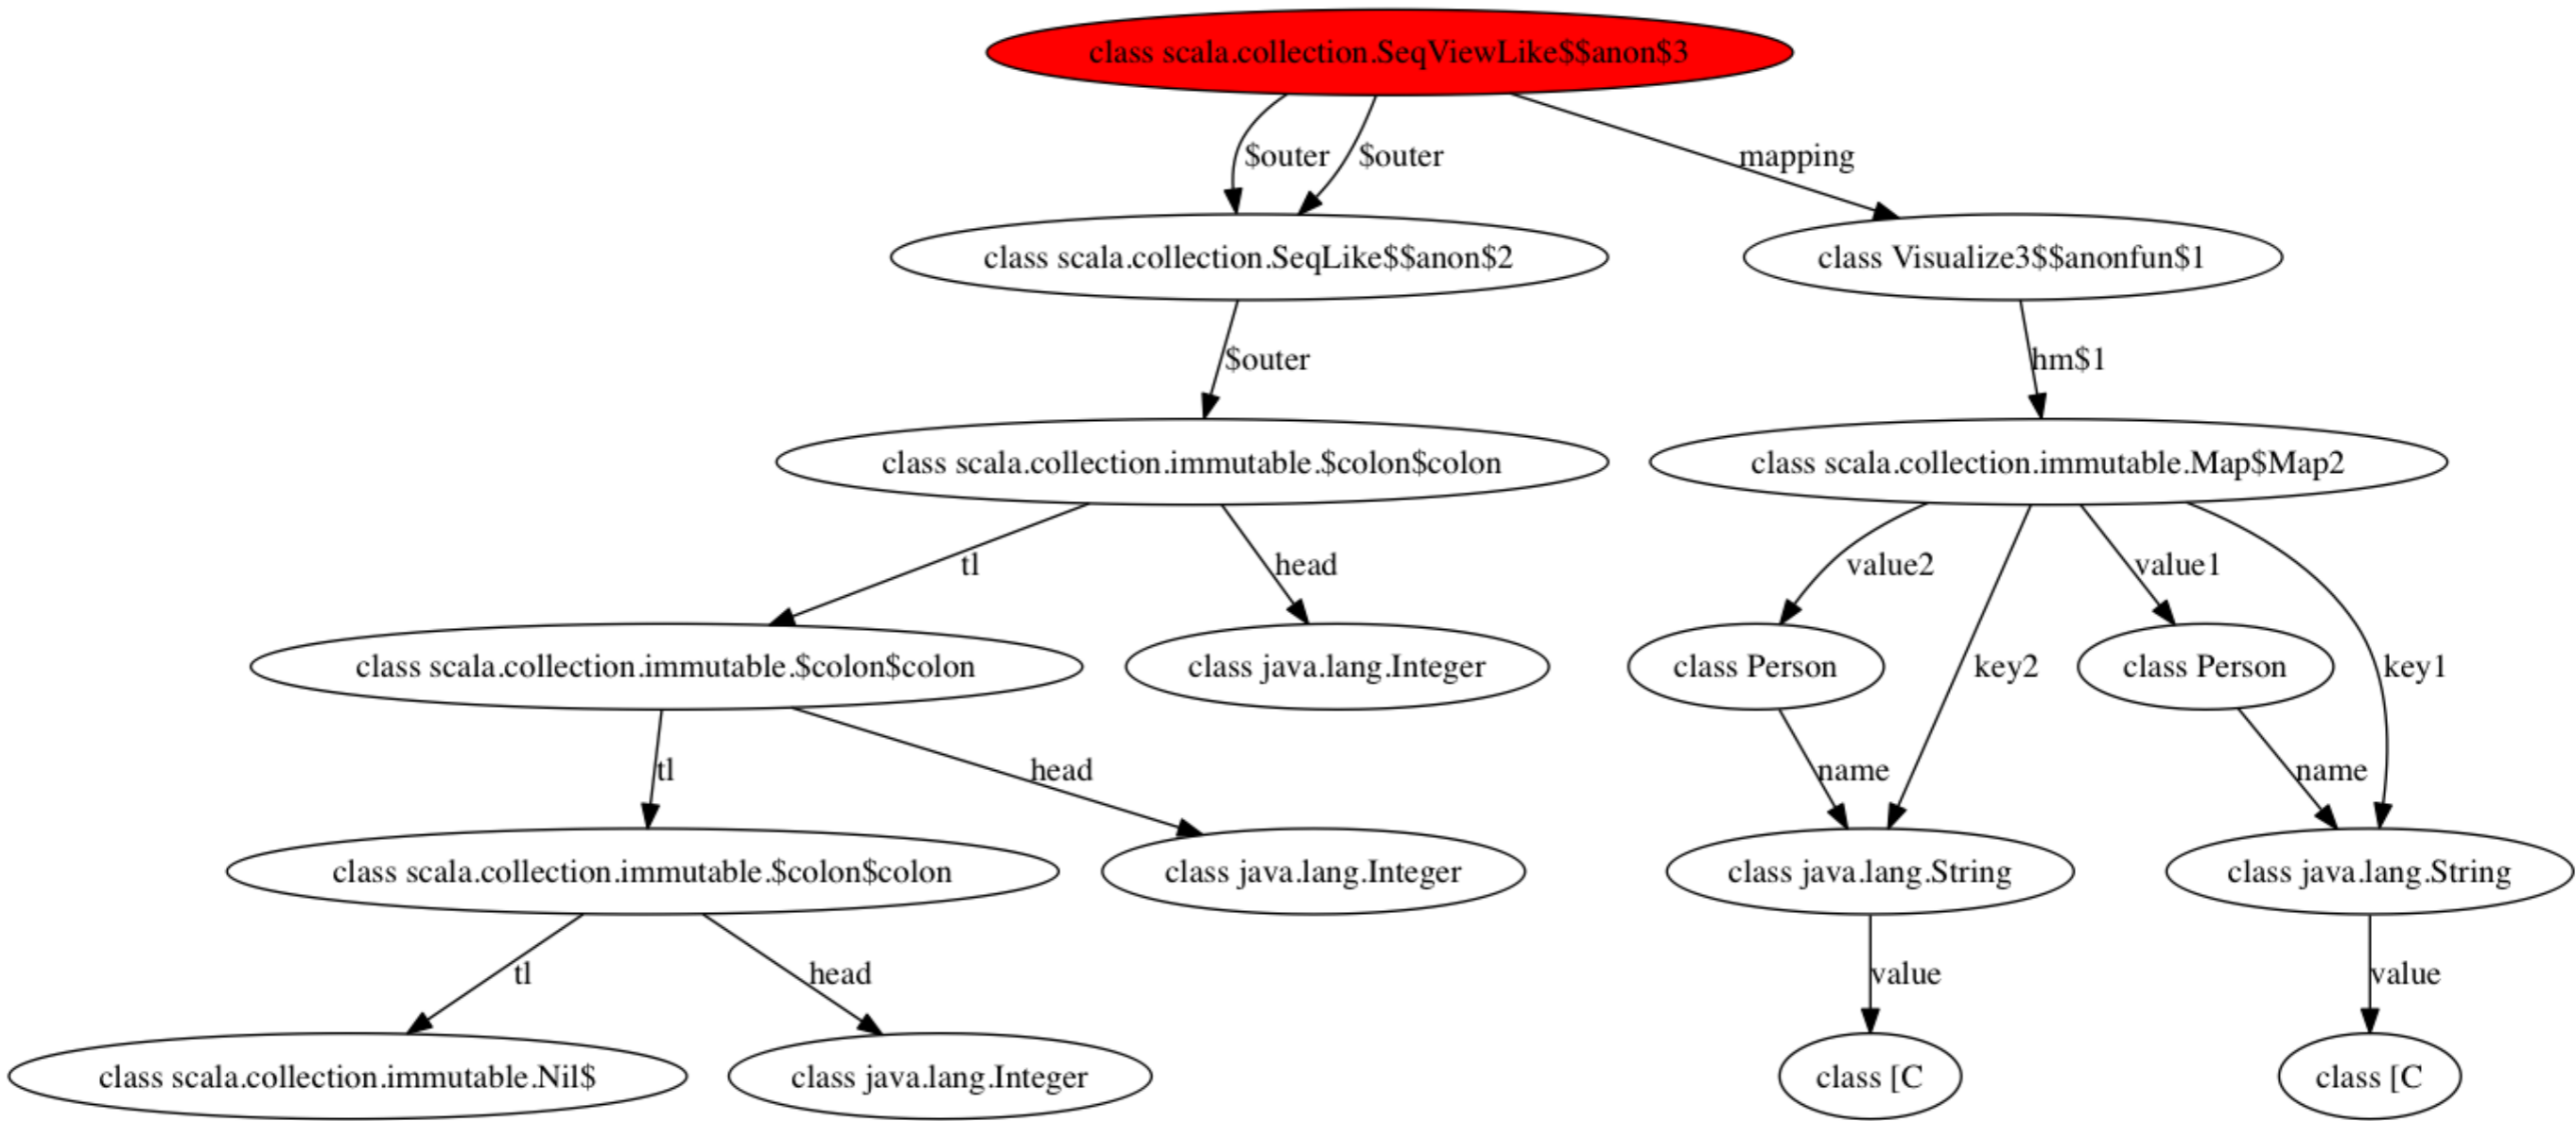 class scala.collection.SeqViewLike$$anon$3
$outer
$outer
mapping
class scala.collection.SeqLike$$anon$2
class Visualize3$$anonfun$1
$outer
hm$1
class scala.collection.immutable.$colon$colon
class scala.collection.immutable.Map$Map2
tl
head
value2
value1
class scala.collection.immutable.$colon$colon
class java.lang.Integer
class Person
key2
class Person
key1
tl
head
name
name
class scala.collection.immutable.$colon$colon
class java.lang.Integer
class java.lang.String
class java.lang.String
tl
head
value
value
class scala.collection.immutable.Nil$
class java.lang.Integer
class [C
class [C